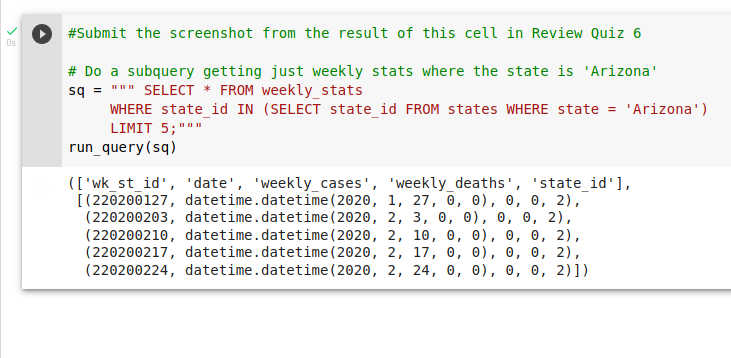 #Submit the screenshot from the result of this cell in Review Quiz 6
0s
# Do a subquery getting just weekly stats where the state is 'Arizona'
sq = """ SELECT * FROM weekly_stats
     WHERE state_id IN (SELECT state_id FROM states WHERE state = 'Arizona')
     LIMIT 5;"""
run_query(sq)
(['wk_st_id', 'date', 'weekly_cases', 'weekly_deaths', 'state_id'],
 [(220200127, datetime.datetime(2020, 1, 27, 0, 0), 0, 0, 2),
  (220200203, datetime.datetime(2020, 2, 3, 0, 0), 0, 0, 2),
  (220200210, datetime.datetime(2020, 2, 10, 0, 0), 0, 0, 2),
  (220200217, datetime.datetime(2020, 2, 17, 0, 0), 0, 0, 2),
  (220200224, datetime.datetime(2020, 2, 24, 0, 0), 0, 0, 2)])